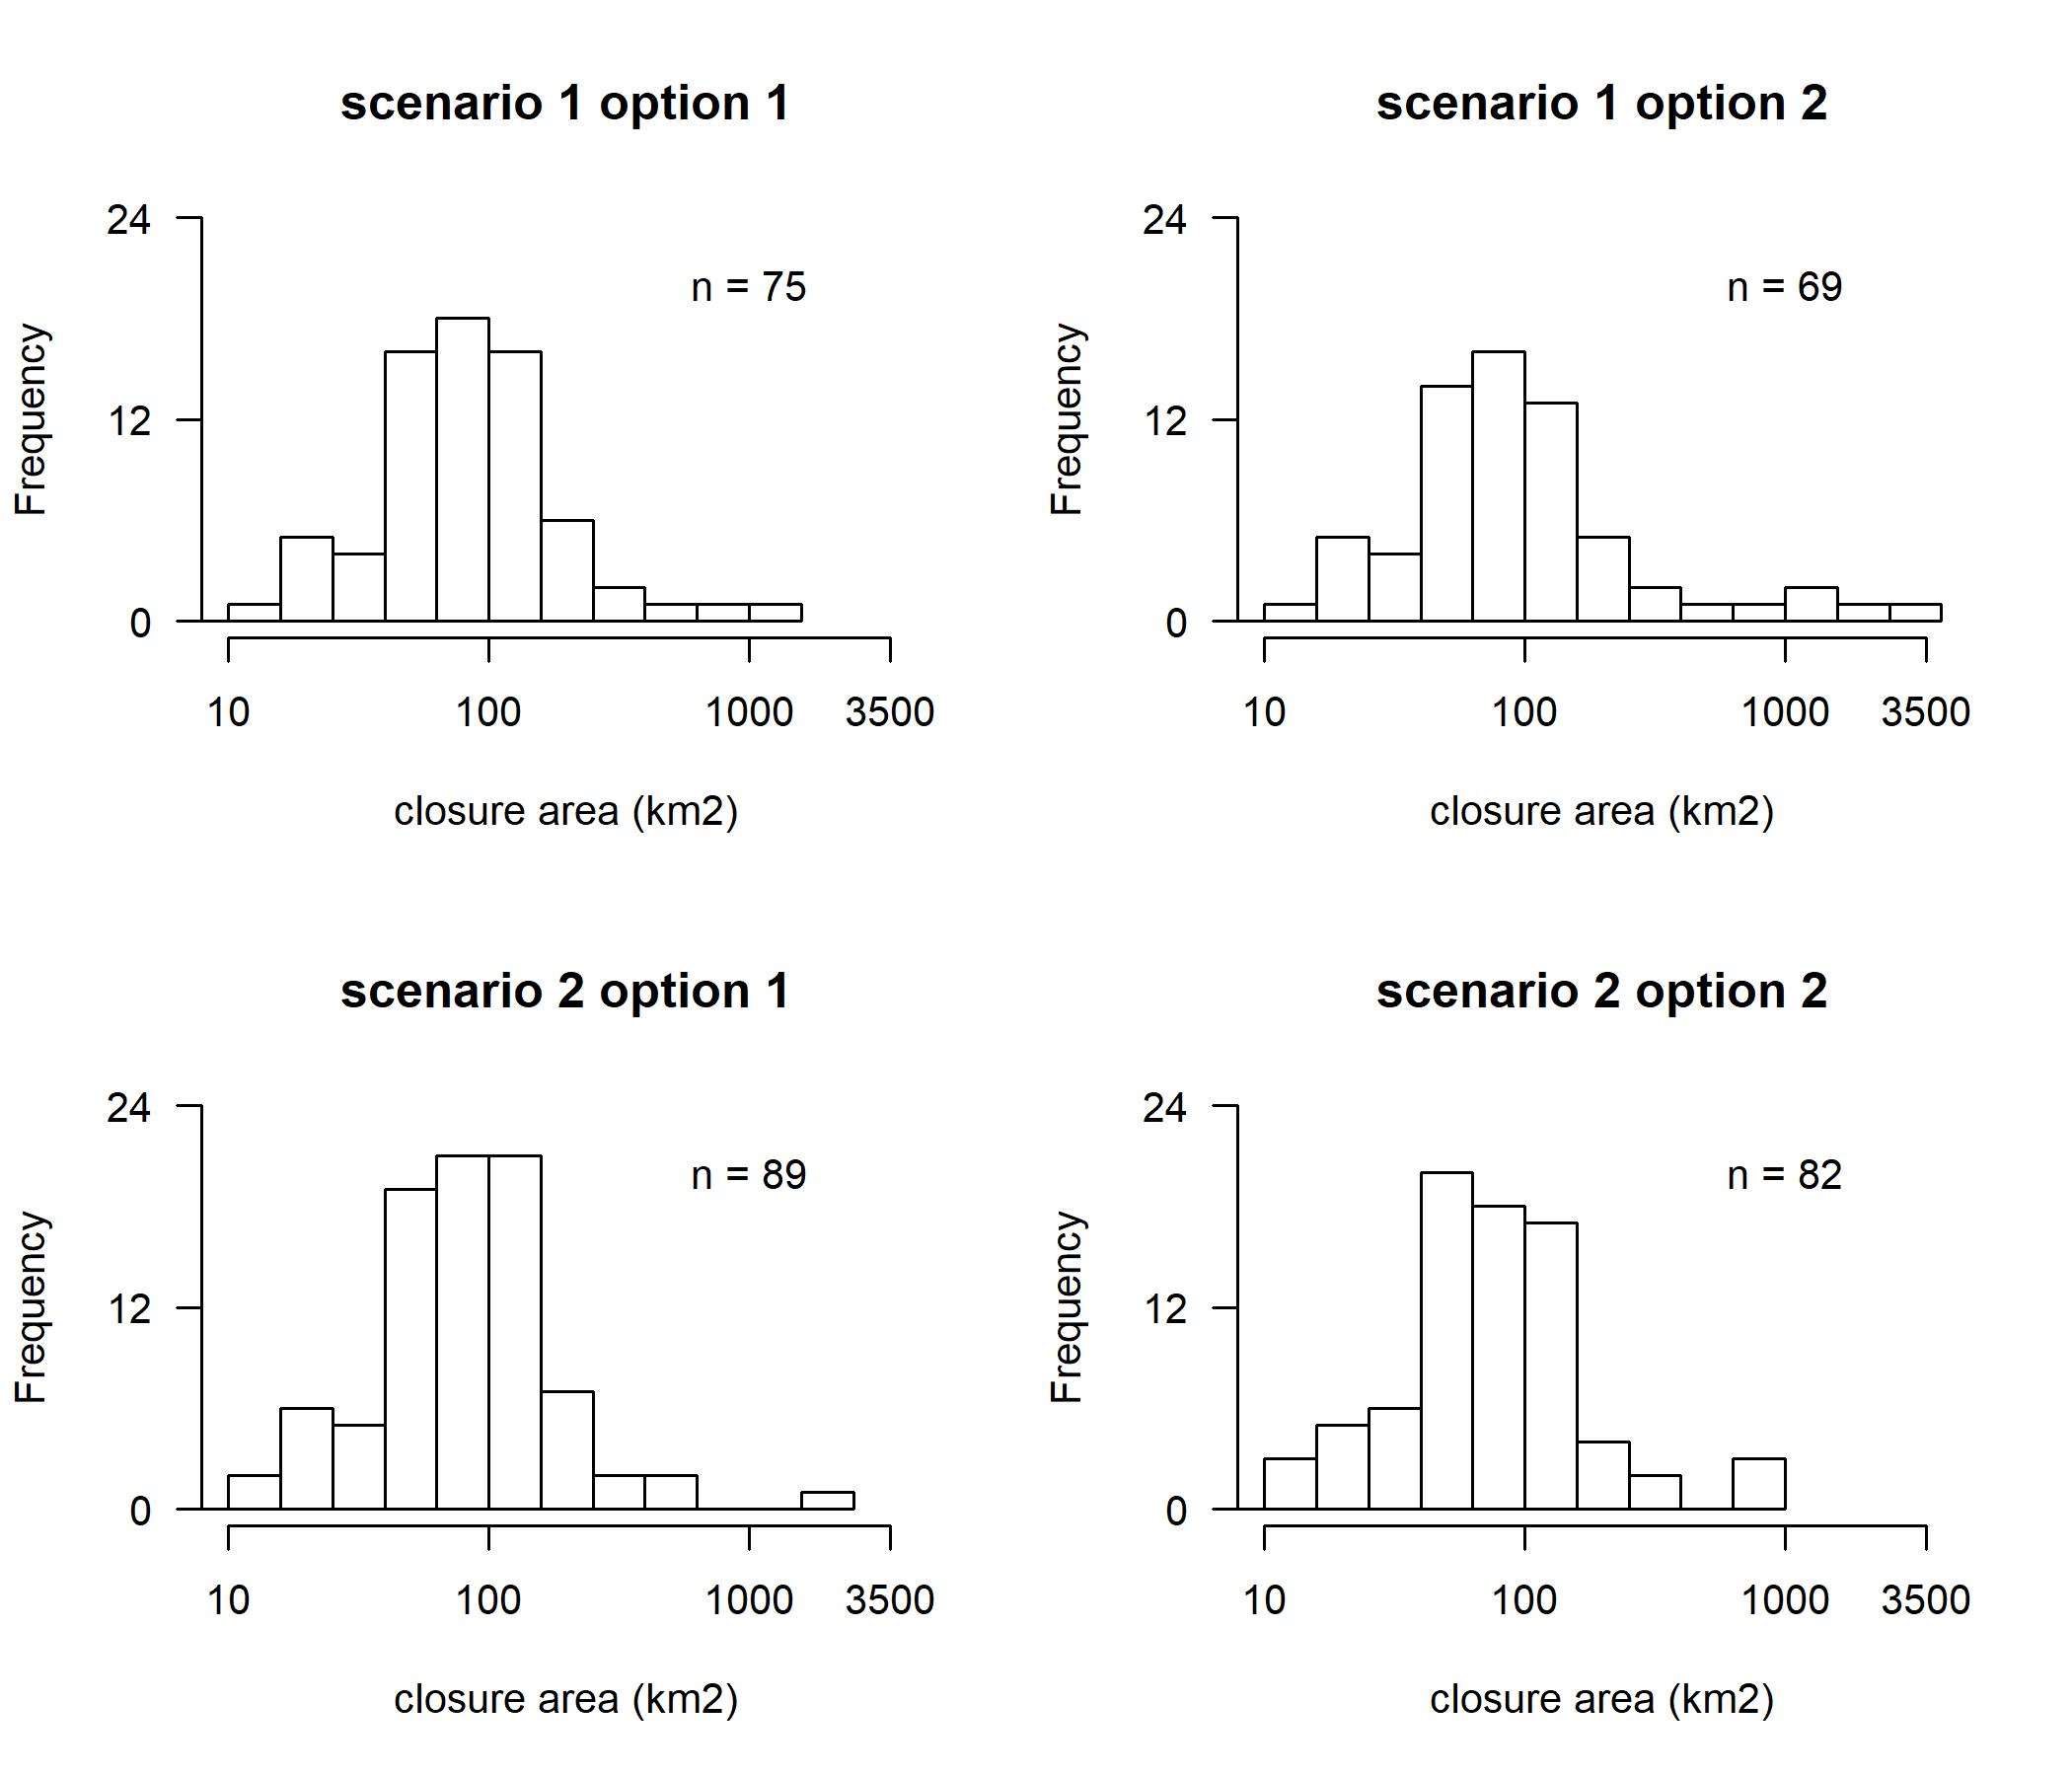 scenario 1 option 1
24
12
0
Frequency
n = 75
10 100 1000 3500
closure area (km2)
scenario 1 option 2
24
12
0
Frequency
n = 69
10 100 1000 3500
closure area (km2)
scenario 2 option 1
24
12
0
Frequency
n = 89
10 100 1000 3500
closure area (km2)
scenario 2 option 2
24
12
0
Frequency
n = 82
10 100 1000 3500
closure area (km2)